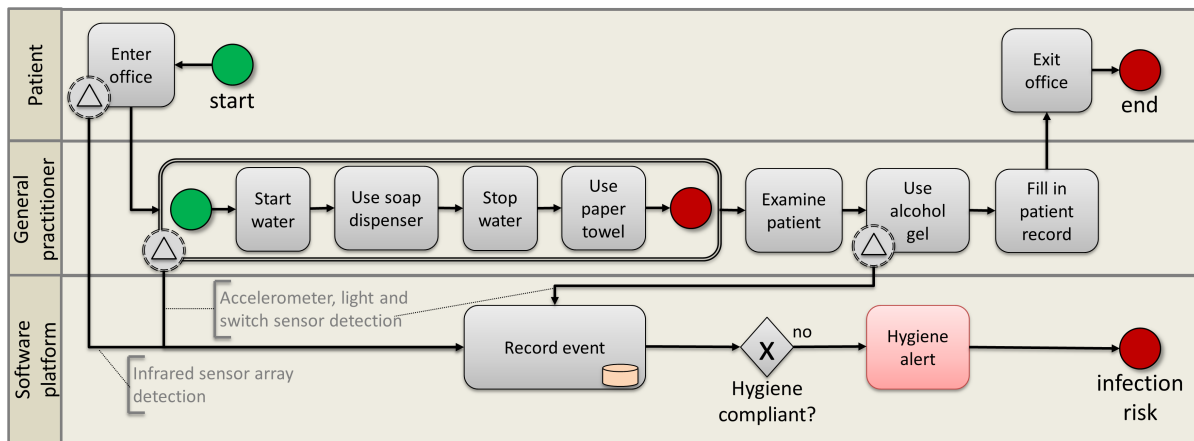 Patient
Enter
office
start
Exit
office
end
General
practitioner
Start
water
Use soap
dispenser
Stop
water
Use
paper
towel
Examine
patient
Use
alcohol
gel
Fill in
patient
record
Software
platform
Accelerometer, light and
switch sensor detection
Infrared sensor array
detection
Record event
X
no
Hygiene
compliant?
Hygiene
alert
infection
risk